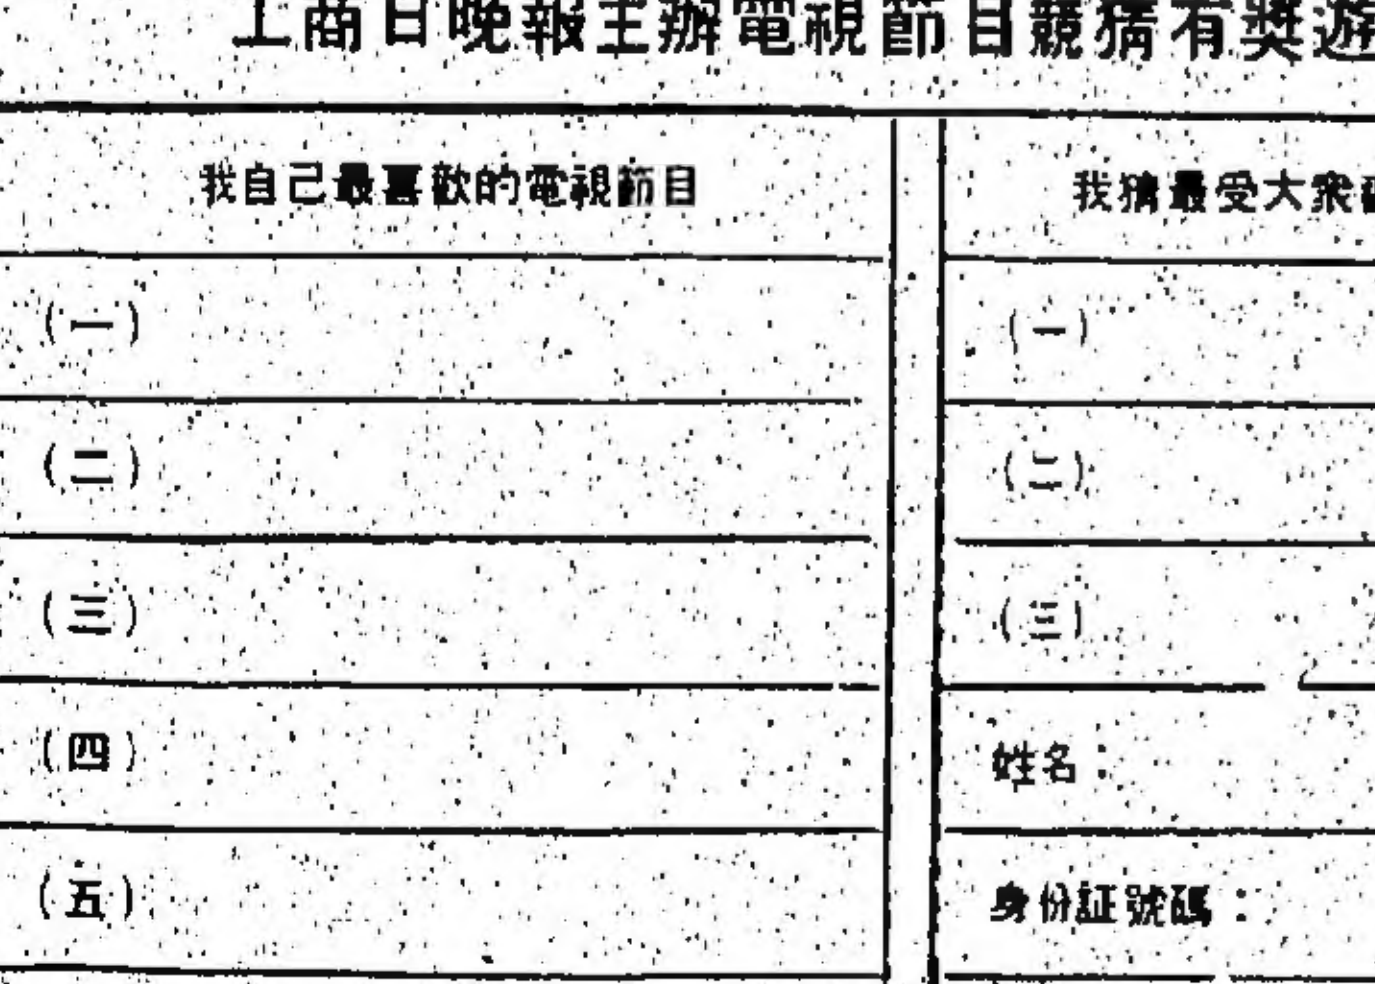 工商日晚報主辦電視節目競猜有獎遊
我自己最喜歡的電視節目
(一)
(二)
(三)
(四)
(五)
我猜最受大衆歡
(一)
(二)
(三)
姓名：
身份証號碼：